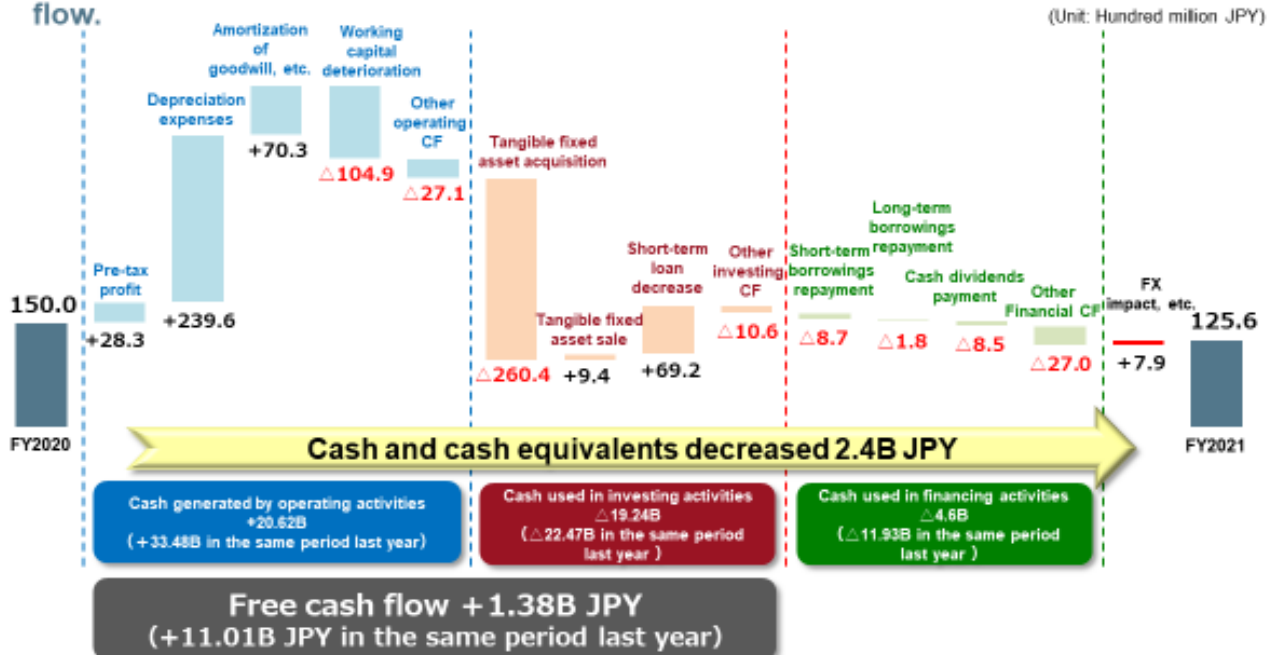 flow.
(Unit: Hundred million JPY)
150.0
FY2020
Pre-tax
profit
+28.3
Depreciation
expenses
+239.6
Amortization
of
goodwill, etc.
+70.3
Working
capital
deterioration
△104.9
Other
operating
CF
△27.1
Tangible fixed
asset acquisition
△260.4
Tangible fixed
asset sale
+9.4
Short-term
loan
decrease
+69.2
Other
investing
CF
△10.6
Short-term
borrowings
repayment
△8.7
Long-term
borrowings
repayment
△1.8
Cash dividends
payment
△8.5
Other
Financial CF
△27.0
FX
impact, etc.
+7.9
125.6
FY2021
Cash and cash equivalents decreased 2.4B JPY
Cash generated by operating activities
+20.62B
(+33.48B in the same period last year)
Cash used in investing activities
△19.24B
(△22.47B in the same period
last year )
Cash used in financing activities
△4.6B
(△11.93B in the same period
last year )
Free cash flow +1.38B JPY
(+11.01B JPY in the same period last year)